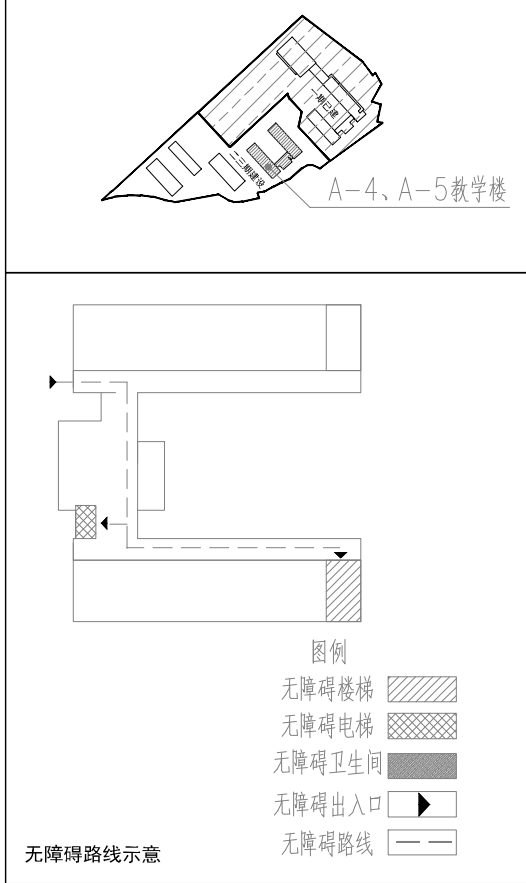 一期已建
二三期建设
A-4、A-5教学楼
图例
无障碍楼梯
无障碍电梯
无障碍卫生间
无障碍出入口
无障碍路线
无障碍路线示意